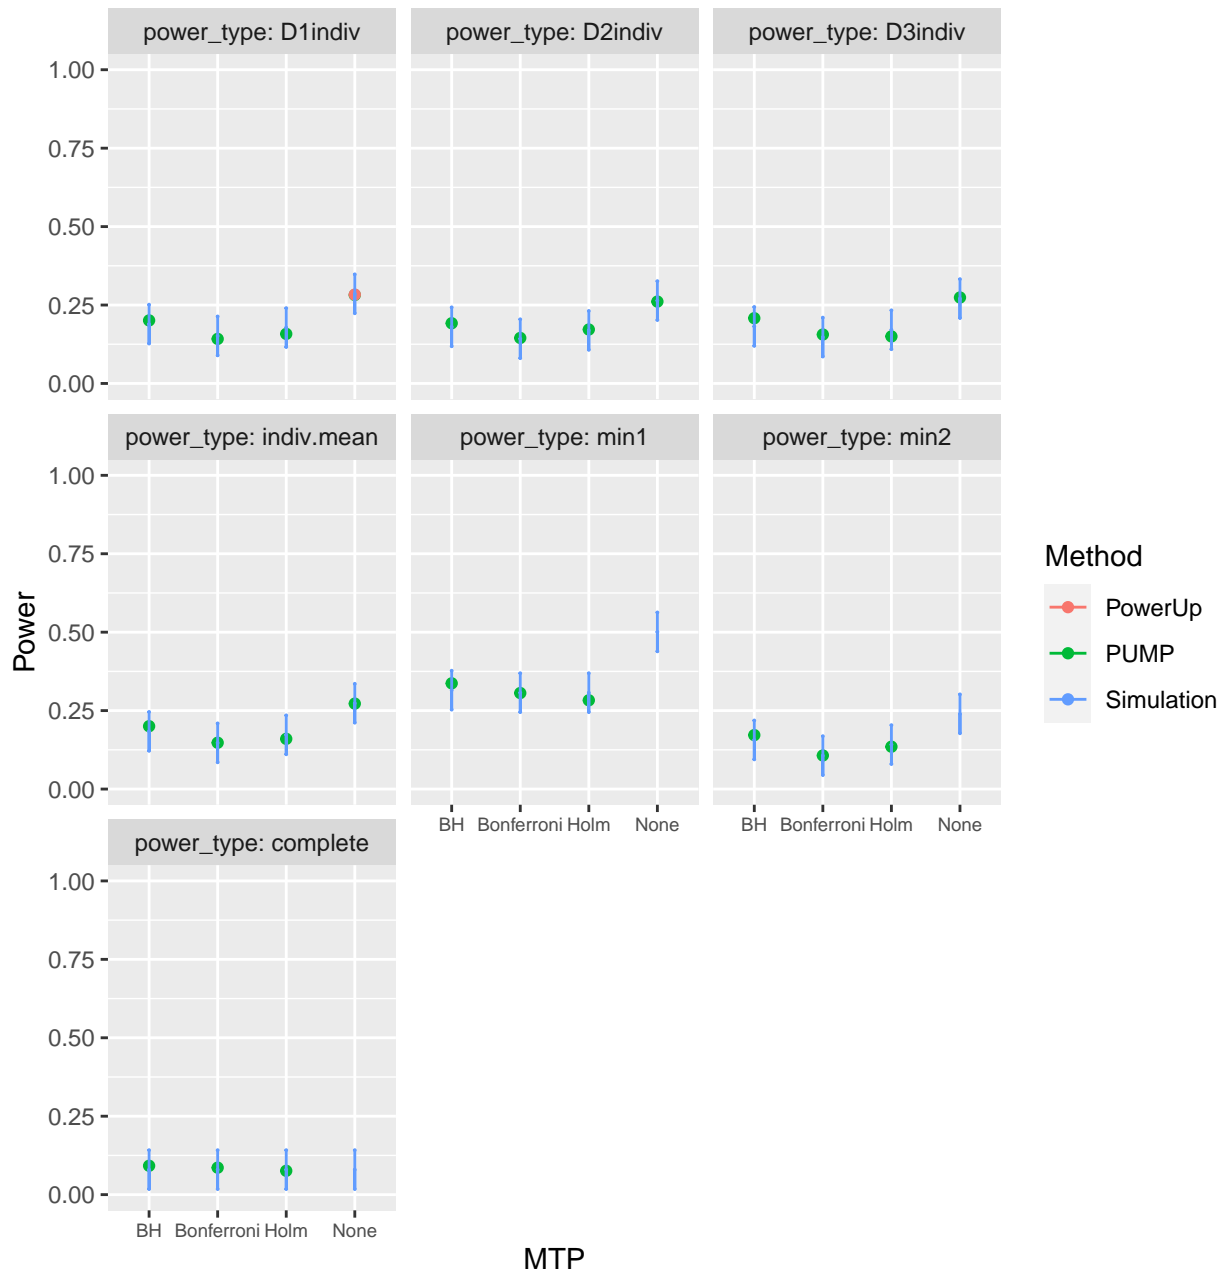 power_type: D1indiv
power_type: D2indiv
power_type: D3indiv
1.00
0.75
0.50
0.25
0.00
power_type: indiv.mean
power_type: min1
power_type: min2
1.00
0.75
0.50
0.25
0.00
BH Bonferroni Holm None
BH Bonferroni Holm None
power_type: complete
1.00
0.75
0.50
0.25
0.00
BH Bonferroni Holm None
Power
MTP
Method
PowerUp
PUMP
Simulation